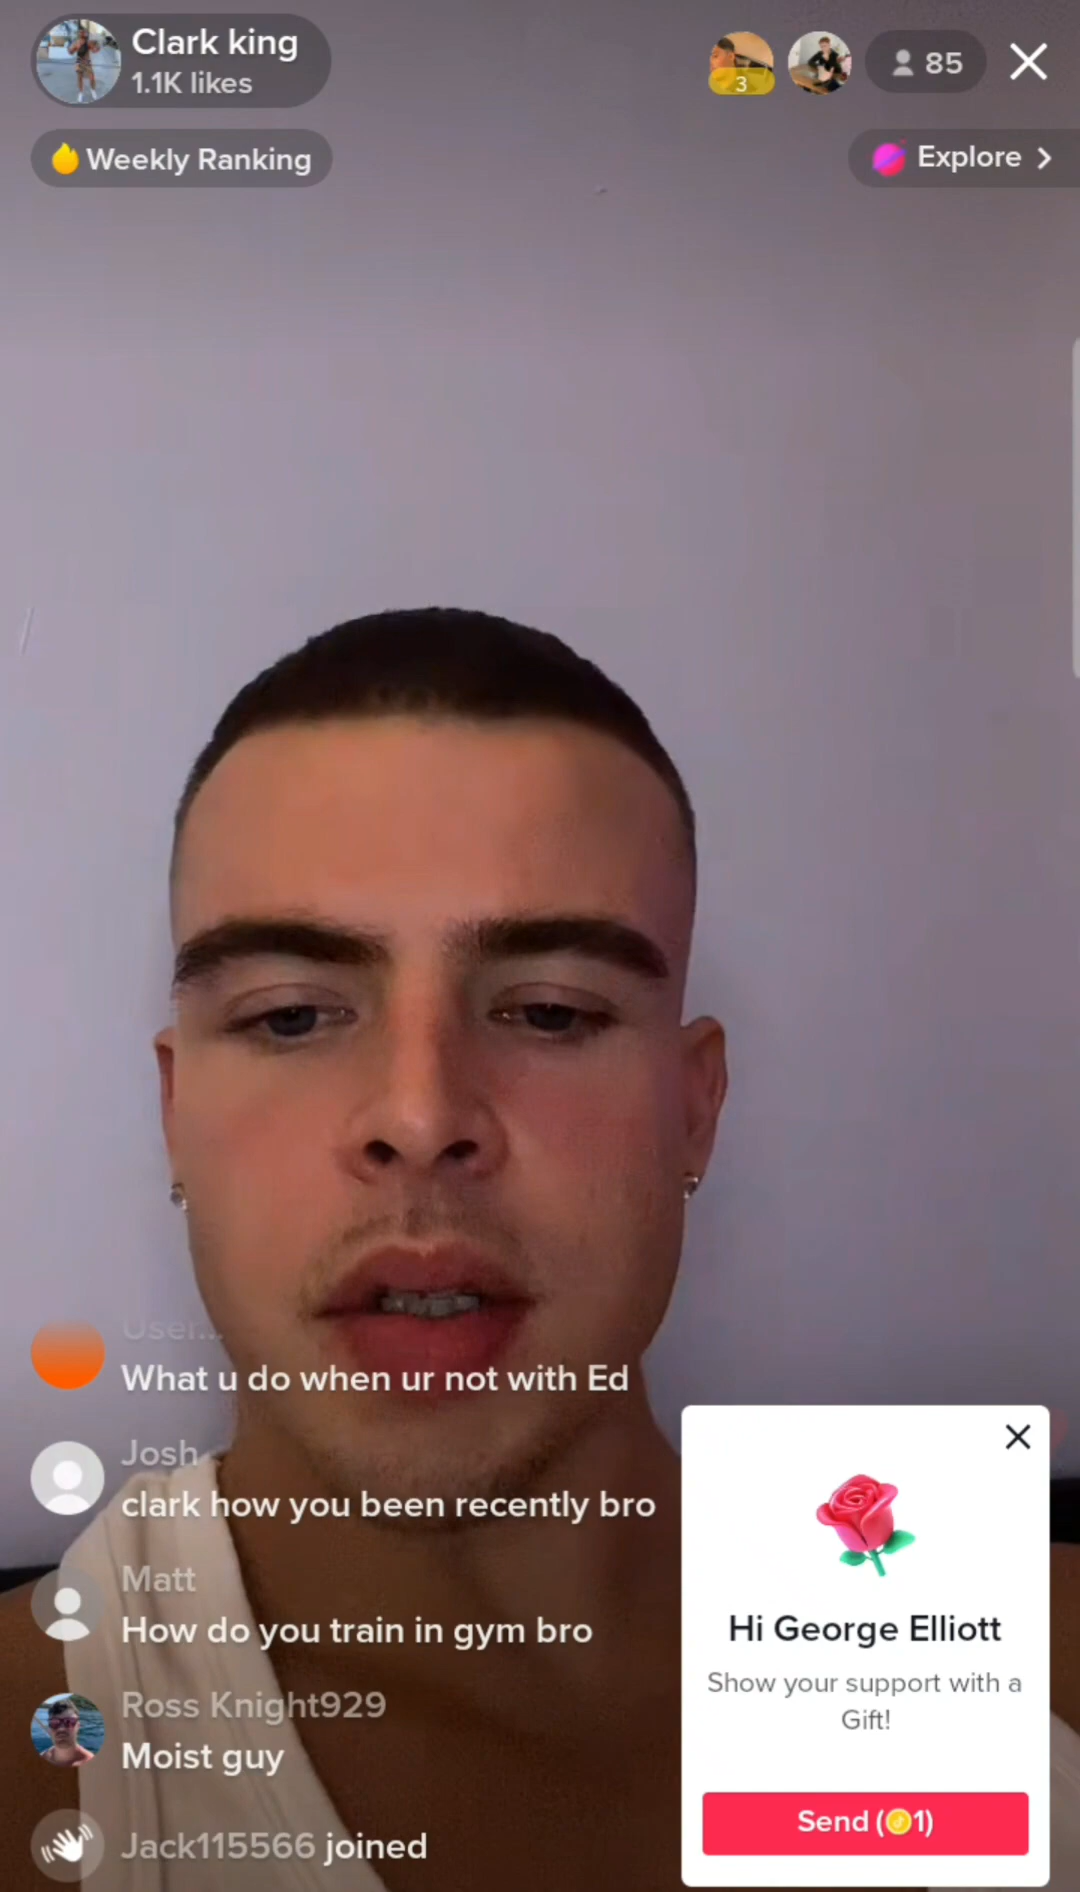 Clark king
1.1K likes
3
85
Weekly Ranking
Explore
User...
What u do when ur not with Ed
Josh
clark how you been recently bro
Matt
How do you train in gym bro
Ross Knight929
Moist guy
Jack115566 joined
Hi George Elliott
Show your support with a
Gift!
Send (1)